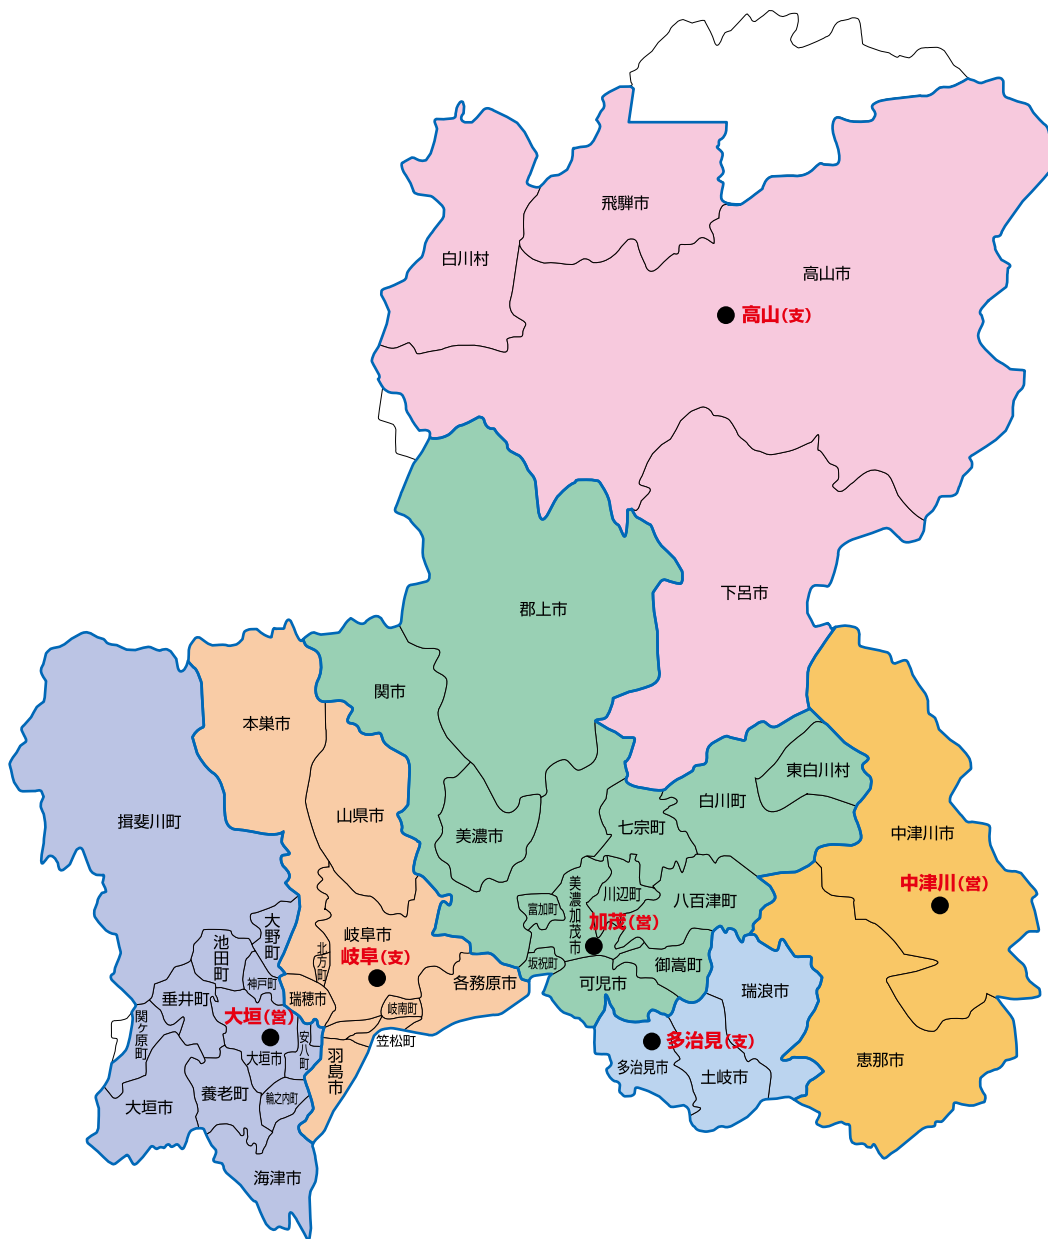 飛騨市
白川村
高山市
高山(支)
下呂市
郡上市
関市
本巣市
東白川村
白川町
山県市
揖斐川町
七宗町
美濃市
中津川市
中津川(営)
川辺町
八百津町
美濃加茂市
富加町
加茂(営)
大野町
池田町
岐阜市
岐阜(支)
北方町
坂祝町
御嵩町
神戸町
各務原市
可児市
瑞浪市
垂井町
瑞穂市
岐南町
大垣(営)
関ヶ原町
安八町
笠松町
多治見(支)
大垣市
羽島市
多治見市
土岐市
恵那市
養老町
輪之内町
大垣市
海津市